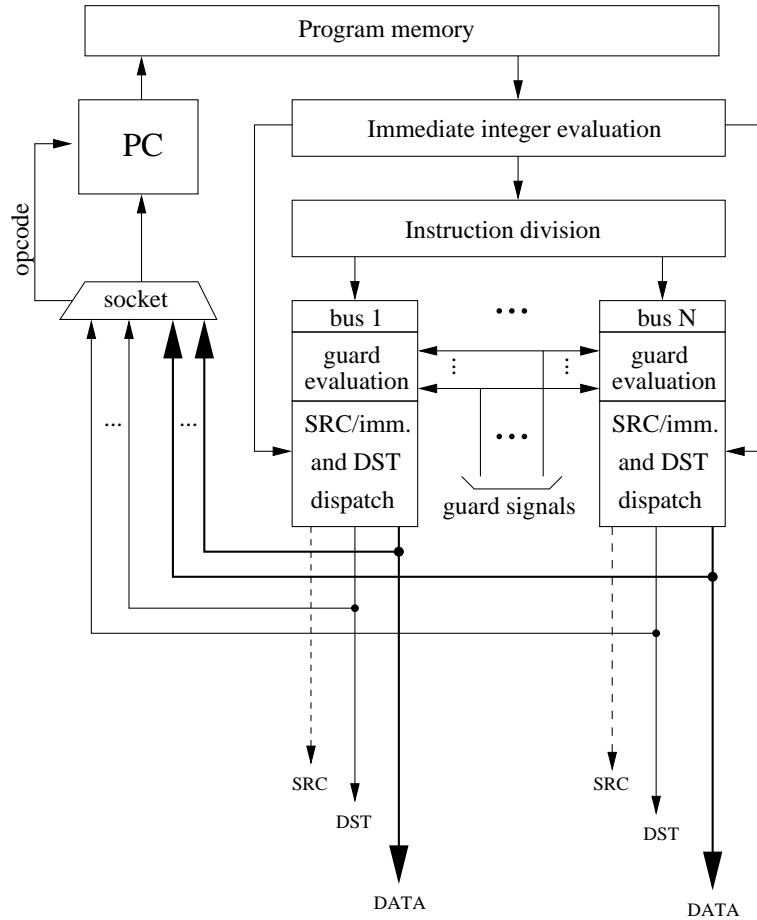 Program memory
PC
Immediate integer evaluation
opcode
Instruction division
socket
bus 1
...
bus N
guard
evaluation
...
...
guard
evaluation
...
...
SRC/imm.
and DST
dispatch
...
SRC/imm.
and DST
dispatch
guard signals
SRC
SRC
DST
DST
DATA
DATA